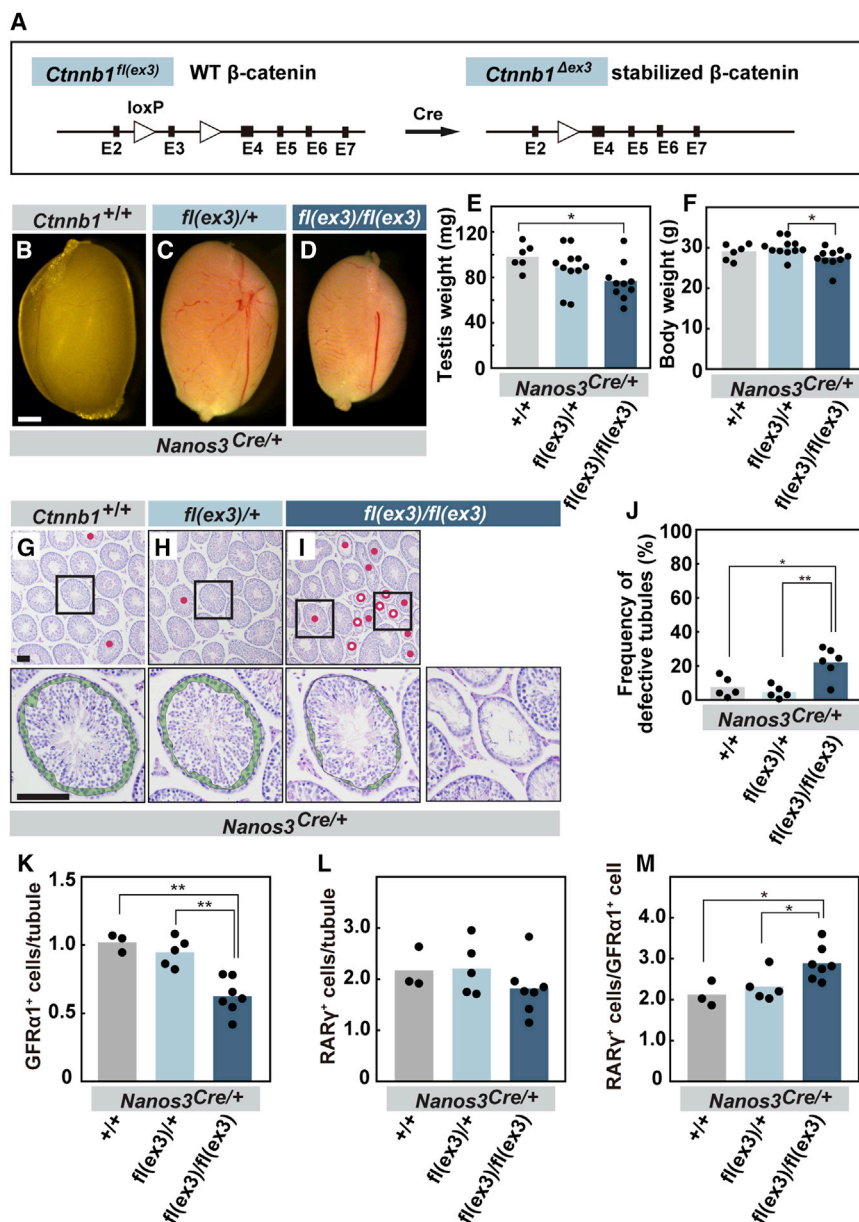 A
Ctnnb1fl(ex3) WT β-catenin Ctnnb1Δex3 stabilized β-catenin
loxP Cre
E2 E3 E4 E5 E6 E7 E2 E4 E5 E6 E7
Ctnnb1+/+ fl(ex3)/+ fl(ex3)/fl(ex3)
B C D
Nanos3Cre/+
E
Testis weight (mg)
120
80
40
0
*
Nanos3Cre/+
+/+
fl(ex3)/+
fl(ex3)/fl(ex3)
F
Body weight (g)
30
20
10
0
*
Nanos3Cre/+
+/+
fl(ex3)/+
fl(ex3)/fl(ex3)
Ctnnb1+/+ fl(ex3)/+ fl(ex3)/fl(ex3)
G H I
Nanos3Cre/+
J
Frequency of
defective tubules (%)
100
80
60
40
20
0
*
**
Nanos3Cre/+
+/+
fl(ex3)/+
fl(ex3)/fl(ex3)
K
GFRα1+ cells/tubule
1.5
1.0
0.5
0
**
**
Nanos3Cre/+
+/+
fl(ex3)/+
fl(ex3)/fl(ex3)
L
RARγ+ cells/tubule
3.0
2.0
1.0
0
Nanos3Cre/+
+/+
fl(ex3)/+
fl(ex3)/fl(ex3)
M
RARγ+ cells/GFRα1+ cell
4.0
3.0
2.0
1.0
0
*
*
Nanos3Cre/+
+/+
fl(ex3)/+
fl(ex3)/fl(ex3)